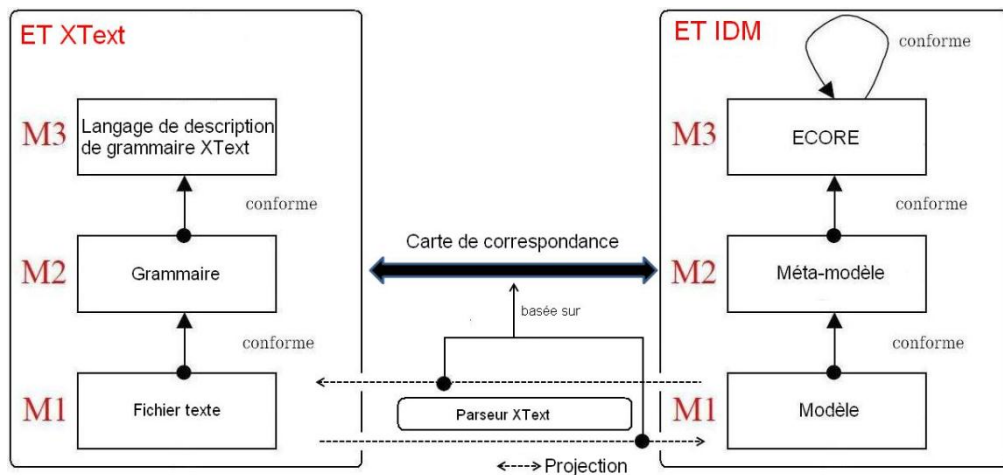 ET XText
M3
Langage de description
de grammaire XText
conforme
M2
Grammaire
conforme
M1
Fichier texte
Carte de correspondance
basée sur
Parseur XText
Projection
ET IDM
conforme
M3
ECORE
conforme
M2
Méta-modèle
conforme
M1
Modèle